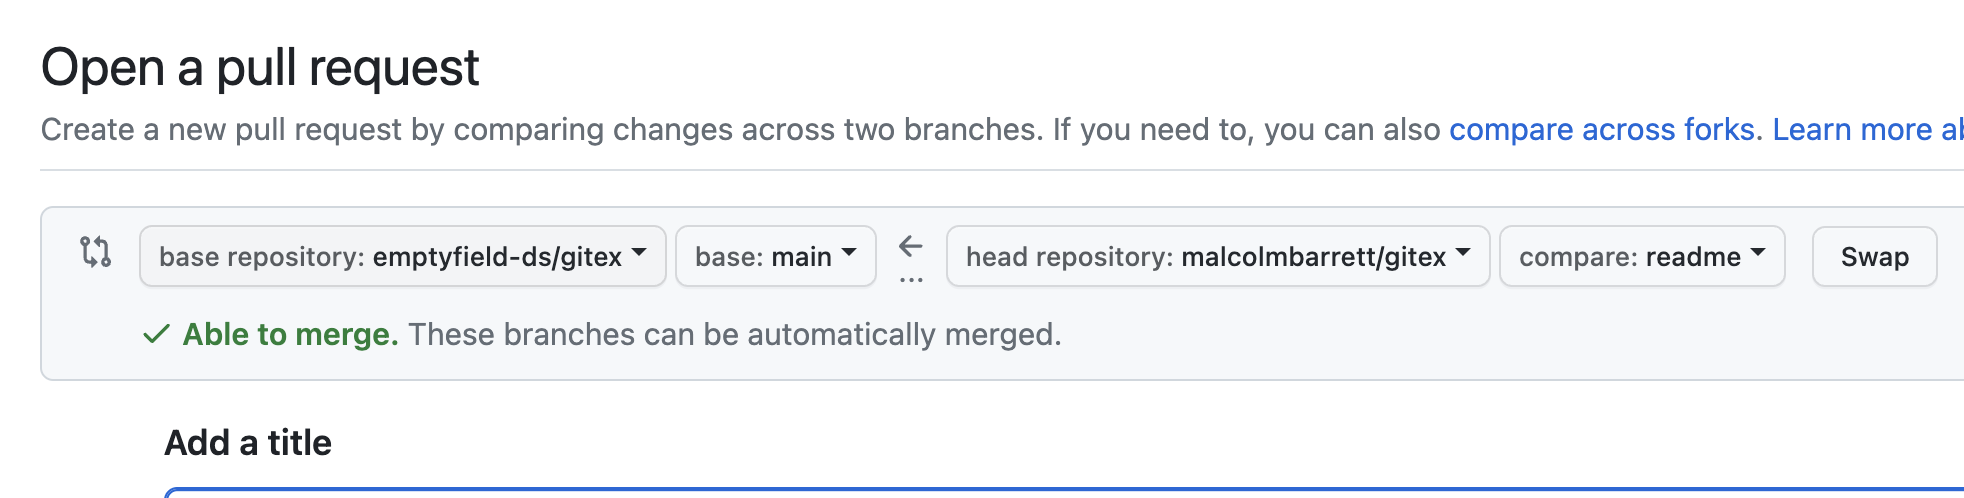 Open a pull request
Create a new pull request by comparing changes across two branches. If you need to, you can also compare across forks. Learn more
base repository: emptyfield-ds/gitex base: main ← ... head repository: malcolmbarrett/gitex compare: readme Swap
Able to merge. These branches can be automatically merged.
Add a title